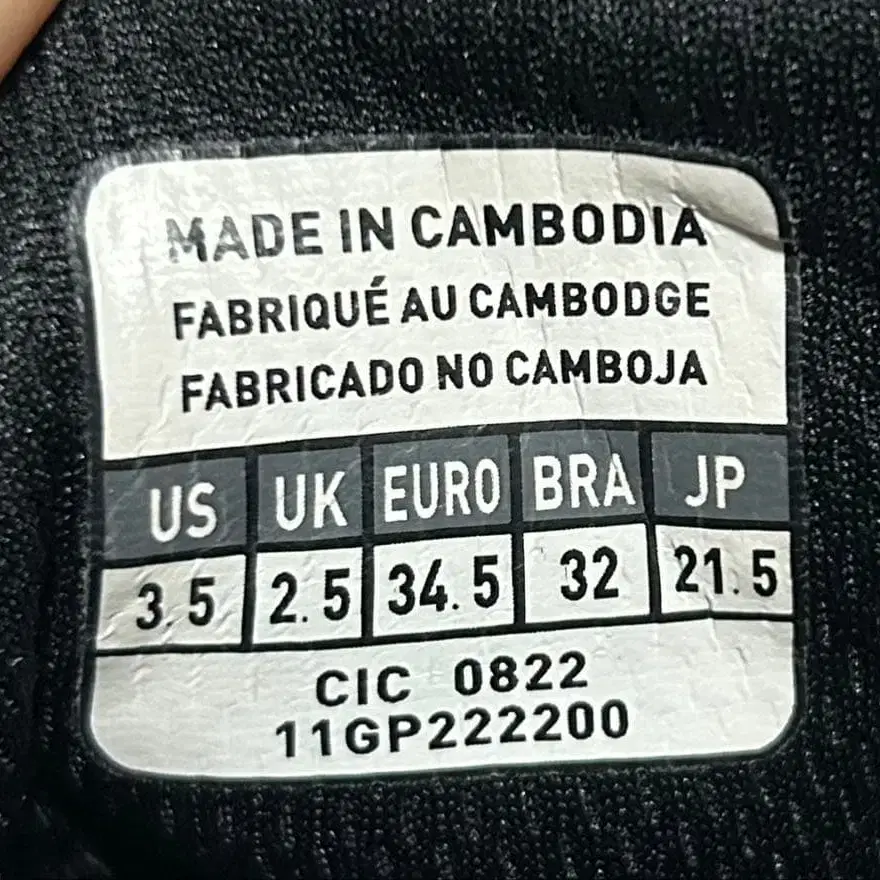 MADE IN CAMBODIA
FABRIQUÉ AU CAMBODGE
FABRICADO NO CAMBOJA
US UK EURO BRA JP
3.5 2.5 34.5 32 21.5
CIC 0822
11GP222200